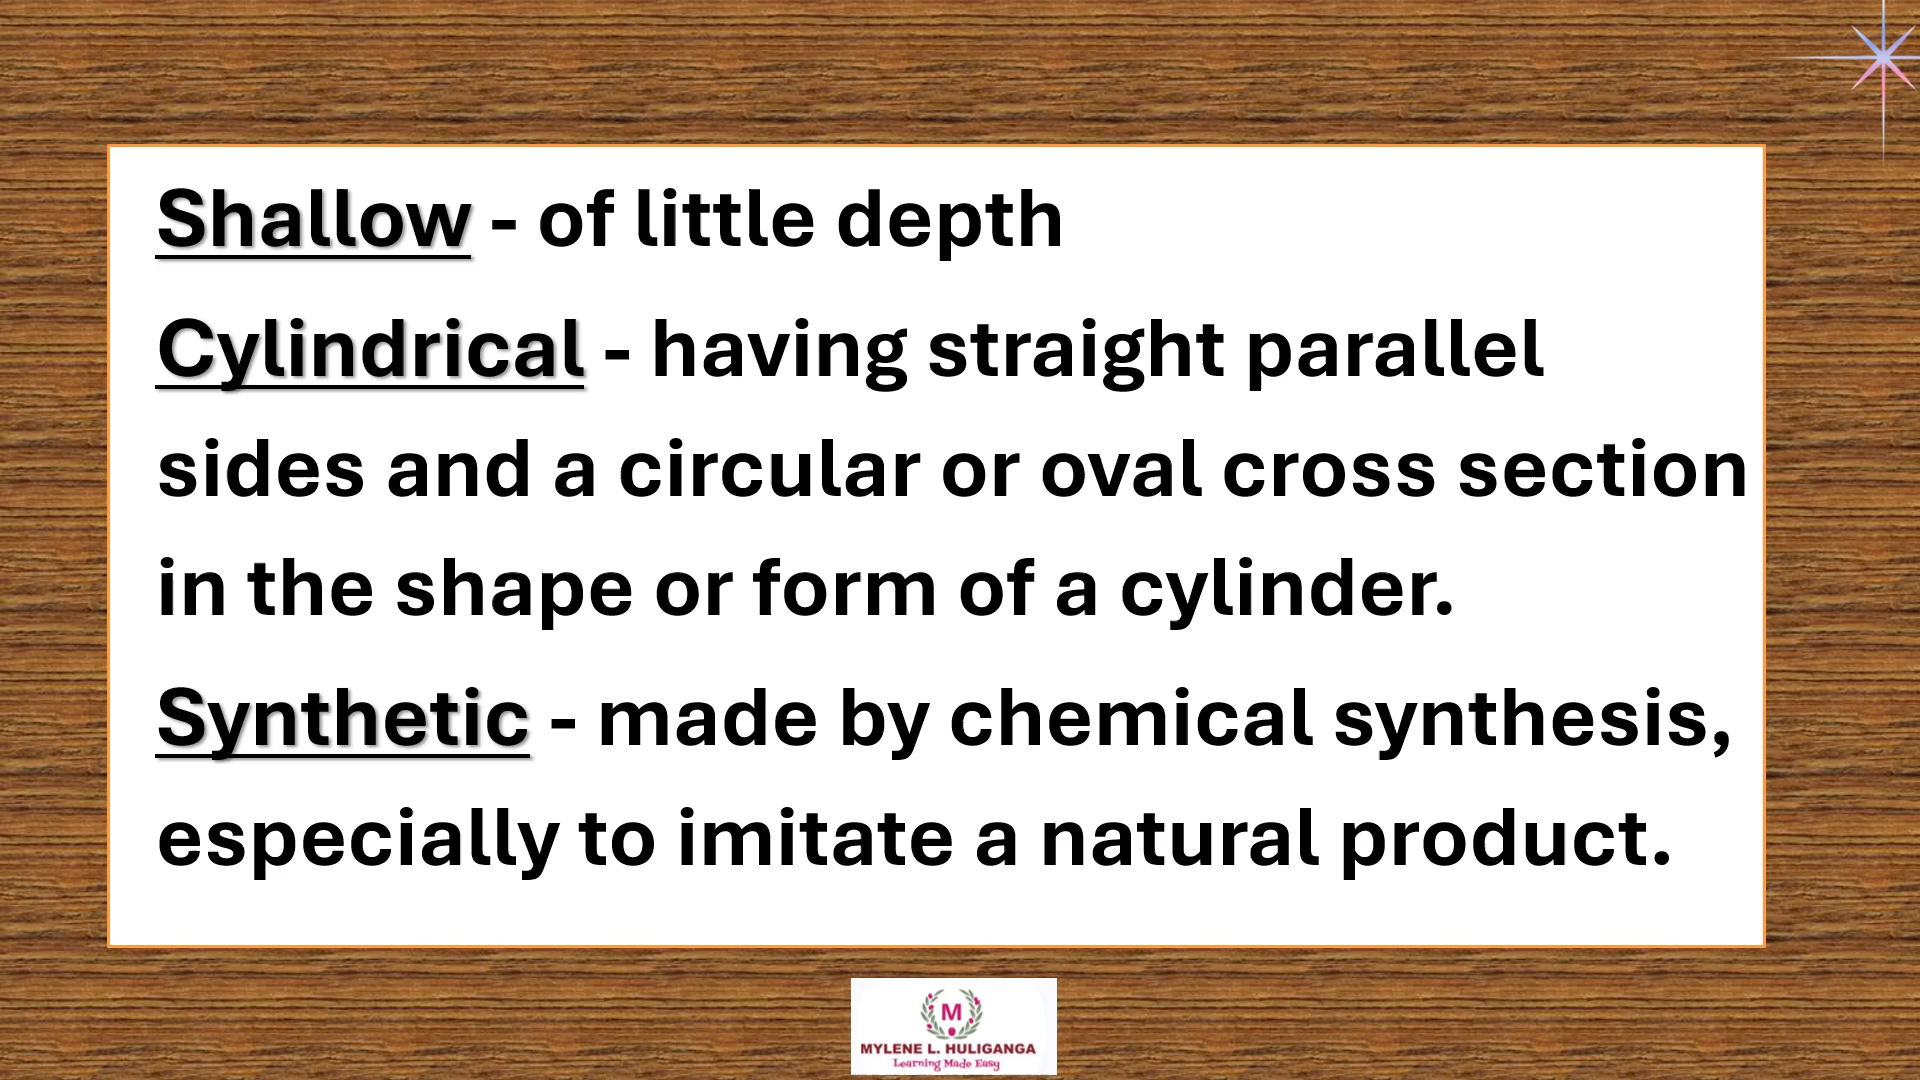 Shallow - of little depth
Cylindrical - having straight parallel
sides and a circular or oval cross section
in the shape or form of a cylinder.
Synthetic - made by chemical synthesis,
especially to imitate a natural product.
M
MYLENE L. HULIGANGA
Learning Made Easy